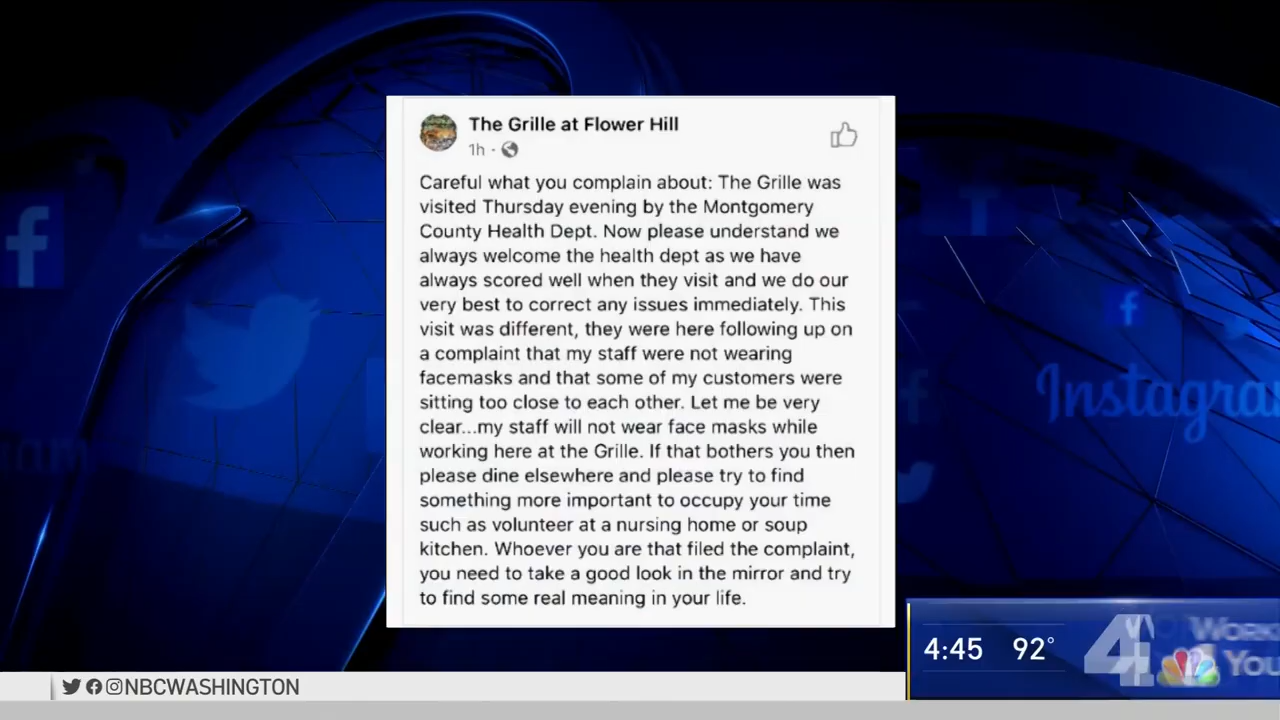 The Grille at Flower Hill
1h ·
Careful what you complain about: The Grille was
visited Thursday evening by the Montgomery
County Health Dept. Now please understand we
always welcome the health dept as we have
always scored well when they visit and we do our
very best to correct any issues immediately. This
visit was different, they were here following up on
a complaint that my staff were not wearing
facemasks and that some of my customers were
sitting too close to each other. Let me be very
clear...my staff will not wear face masks while
working here at the Grille. If that bothers you then
please dine elsewhere and please try to find
something more important to occupy your time
such as volunteer at a nursing home or soup
kitchen. Whoever you are that filed the complaint,
you need to take a good look in the mirror and try
to find some real meaning in your life.
Instagra
4:45 92°
4
Work
You
NBCWASHINGTON